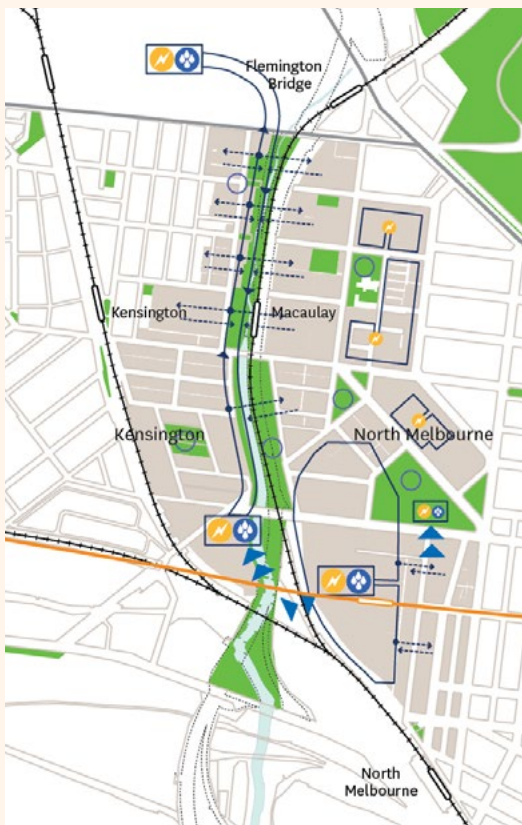 Flemington
Bridge
Kensington
Macaulay
Kensington
North Melbourne
North
Melbourne